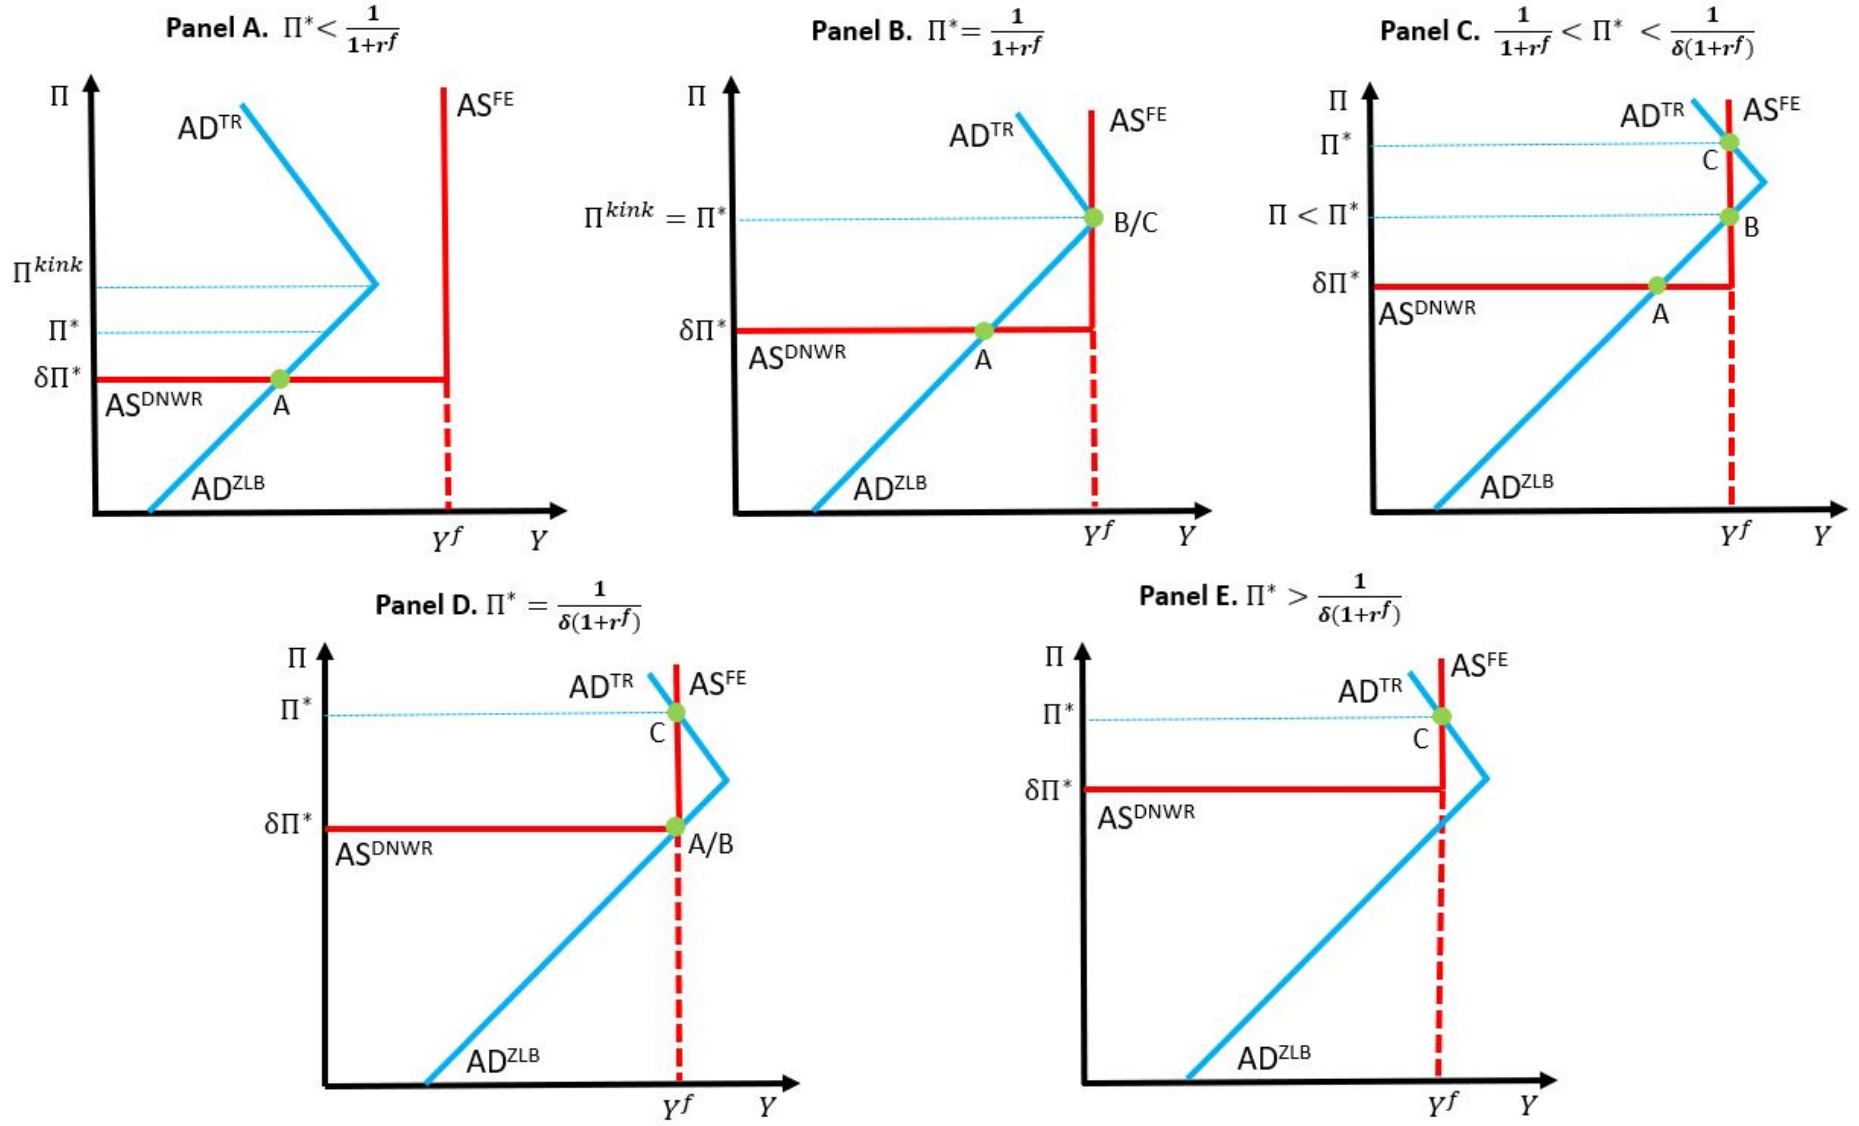 Panel A. Π* < 1/(1+r^f)
Π
AD^TR
AS^FE
Π^kink
Π*
δΠ*
AS^DNWR
A
AD^ZLB
Y^f
Y
Panel B. Π* = 1/(1+r^f)
Π
AD^TR
AS^FE
Π^kink = Π*
B/C
δΠ*
AS^DNWR
A
AD^ZLB
Y^f
Y
Panel C. 1/(1+r^f) < Π* < 1/(δ(1+r^f))
Π
AD^TR
AS^FE
Π*
C
Π < Π*
B
δΠ*
AS^DNWR
A
AD^ZLB
Y^f
Y
Panel D. Π* = 1/(δ(1+r^f))
Π
AD^TR
AS^FE
Π*
C
δΠ*
AS^DNWR
A/B
AD^ZLB
Y^f
Y
Panel E. Π* > 1/(δ(1+r^f))
Π
AS^FE
AD^TR
Π*
C
δΠ*
AS^DNWR
AD^ZLB
Y^f
Y